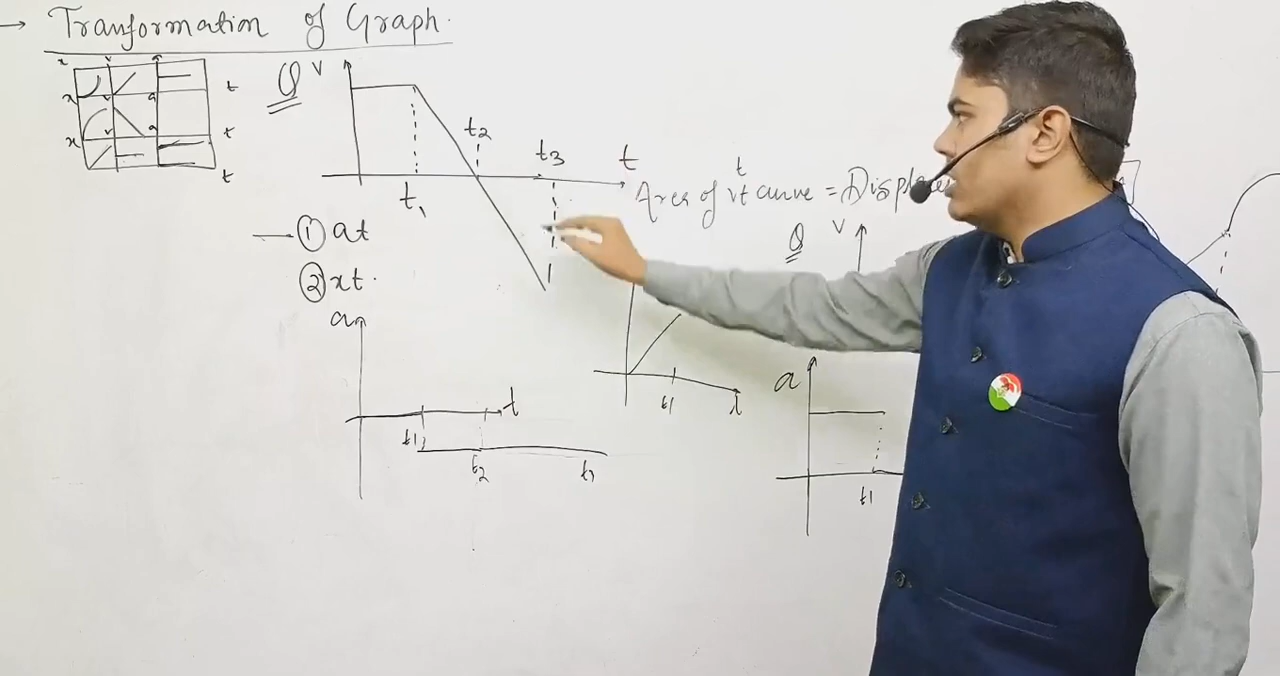 → Tranformation of Graph.
x v a
x v a t
x v a t
t
Q v
t1 t2 t3 t
① at
② xt.
a
t1 t2 t3 t
t
Area of vt curve = Displace
t1 t
Q v
a
t1